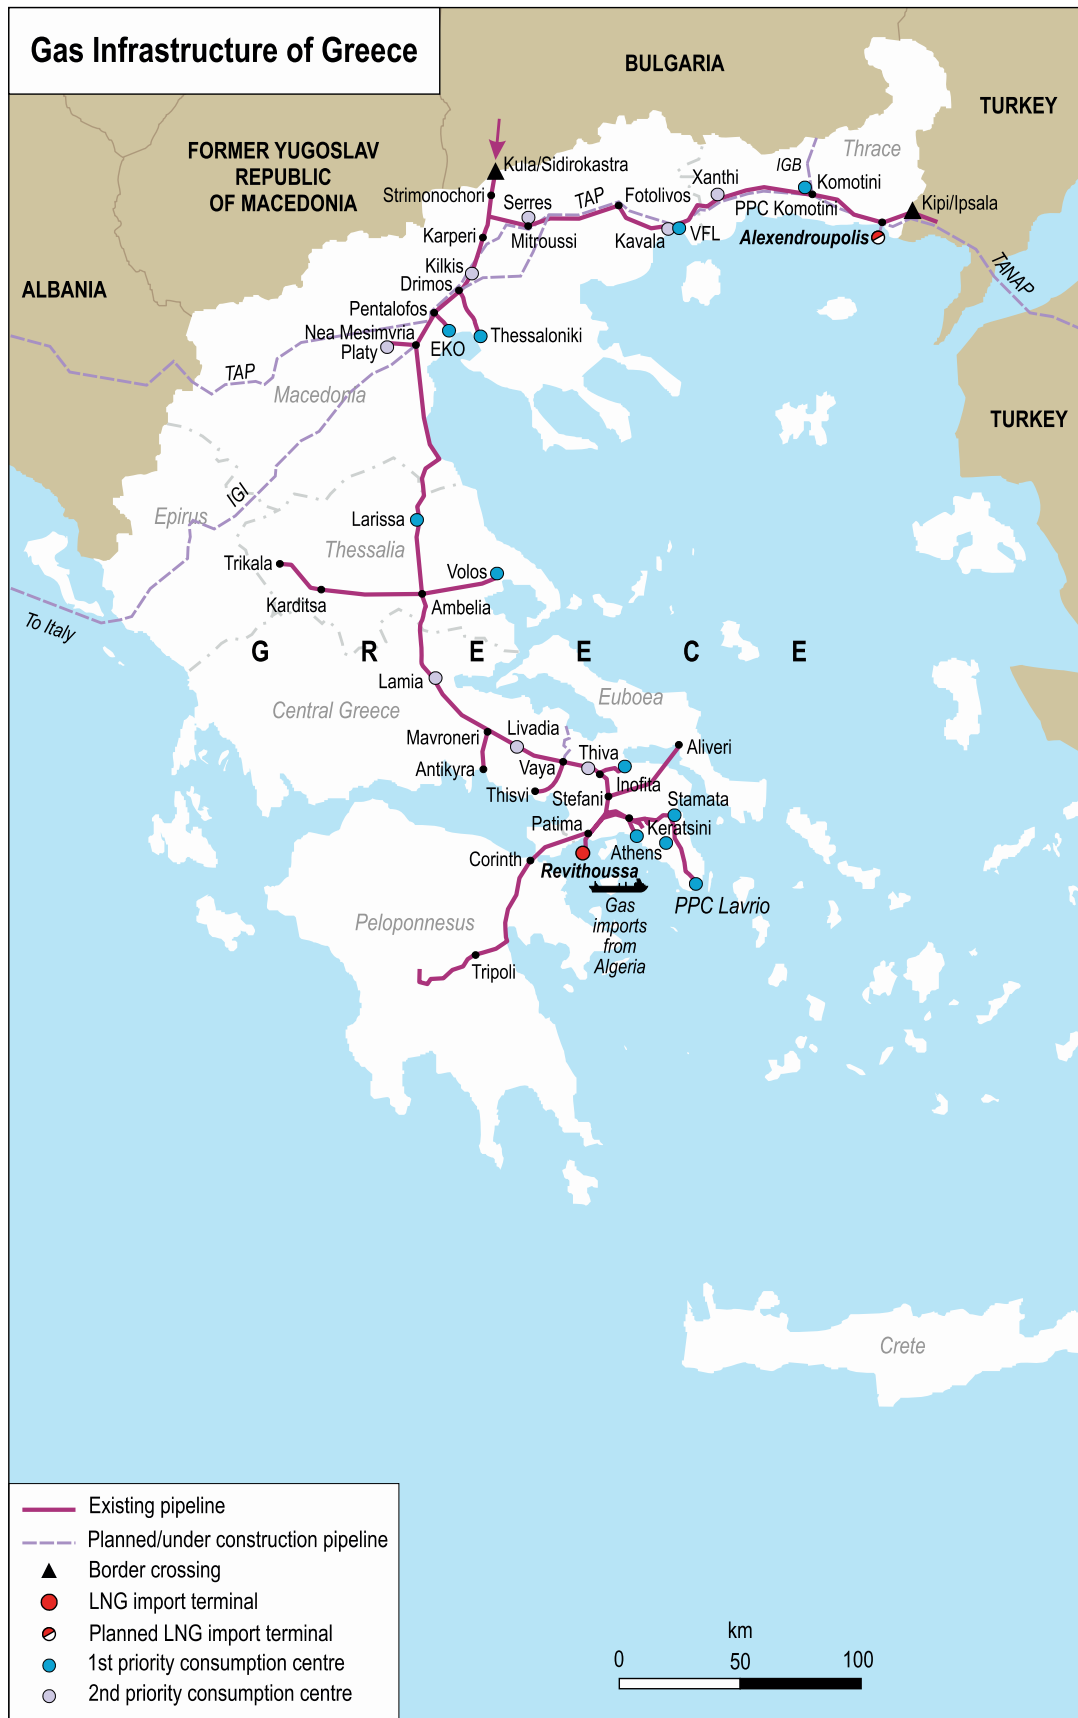 Gas Infrastructure of Greece
BULGARIA
TURKEY
FORMER YUGOSLAV
REPUBLIC
OF MACEDONIA
Thrace
IGB
Kula/Sidirokastra
Strimonochori
Xanthi
Komotini
Serres
TAP
Fotolivos
PPC Komotini
Kipi/Ipsala
Karperi
Mitroussi
Kavala
VFL
Alexendroupolis
Kilkis
Drimos
TANAP
ALBANIA
Pentalofos
Nea Mesimvria
Platy
EKO
Thessaloniki
TAP
Macedonia
TURKEY
IGI
Epirus
Larissa
Thessalia
Trikala
Volos
Karditsa
Ambelia
To Italy
G R E E C E
Lamia
Euboea
Central Greece
Livadia
Mavroneri
Thiva
Aliveri
Antikyra
Vaya
Inofita
Thisvi
Stefani
Stamata
Patima
Keratsini
Athens
Corinth
Revithoussa
PPC Lavrio
Gas
imports
from
Algeria
Peloponnesus
Tripoli
Crete
Existing pipeline
Planned/under construction pipeline
Border crossing
LNG import terminal
Planned LNG import terminal
1st priority consumption centre
2nd priority consumption centre
km
0 50 100